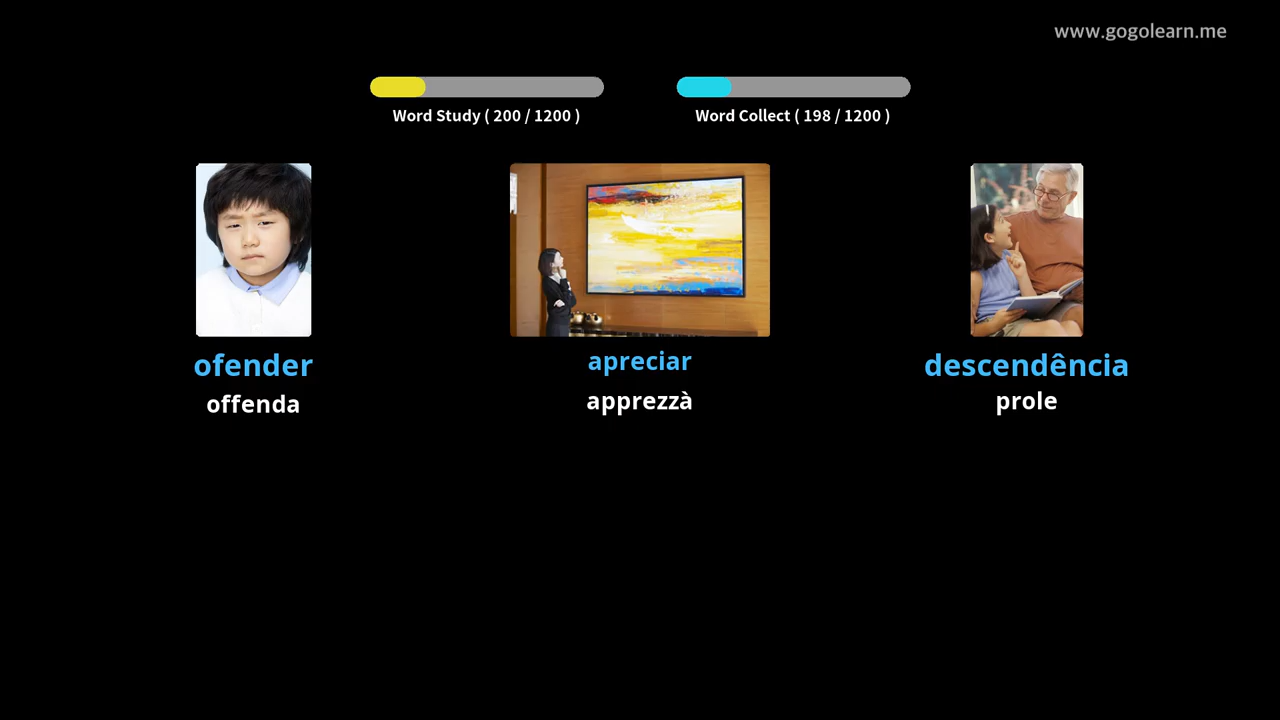 www.gogolearn.me
Word Study ( 200 / 1200 )
Word Collect ( 198 / 1200 )
ofender
offenda
apreciar
apprezzà
descendência
prole